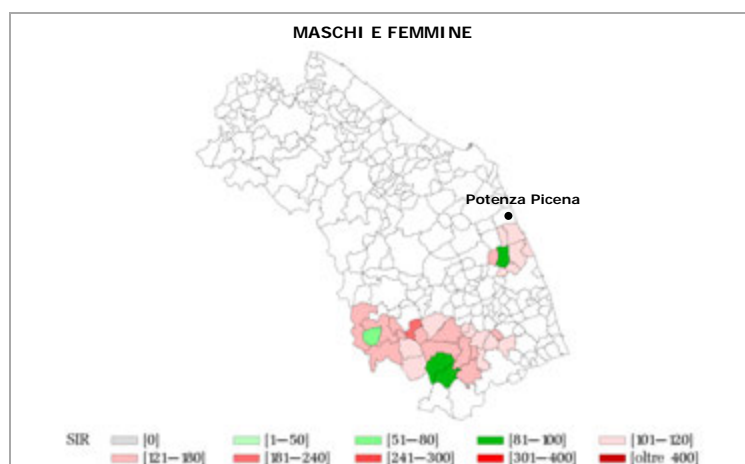 MASCHI E FEMMINE
Potenza Picena
SIR [0] [1—50] [51—80] [81—100] [101—120]
[121—180] [181—240] [241—300] [301—400] [oltre 400]